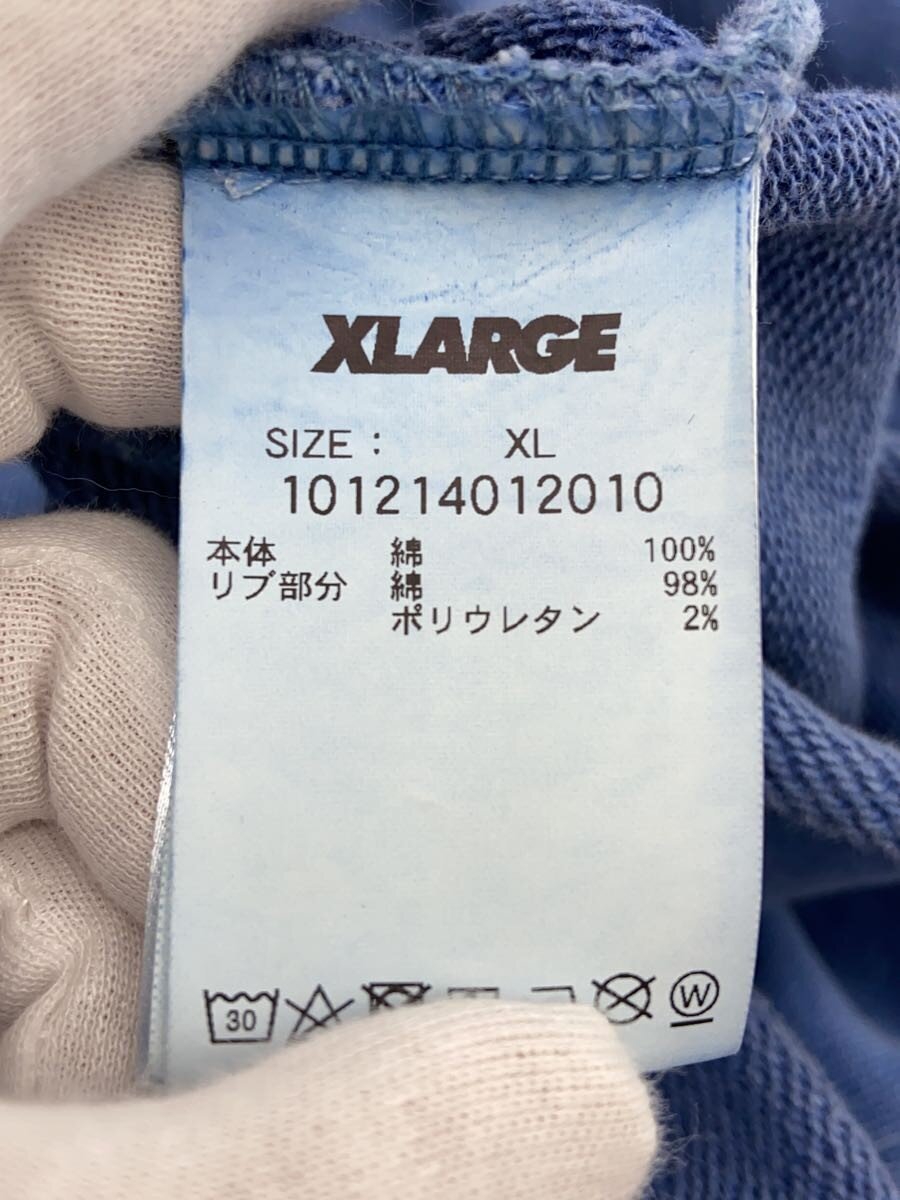 XLARGE
SIZE : XL
101214012010
本体 綿 100%
リブ部分 綿 98%
ポリウレタン 2%
30 W